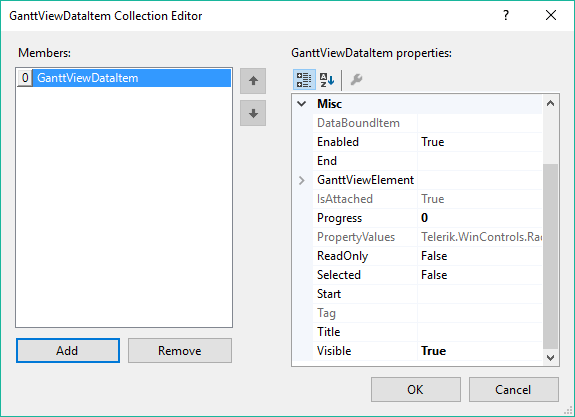 GanttViewDataItem Collection Editor
?
Members:
0 GanttViewDataItem
Add
Remove
GanttViewDataItem properties:
A
Z
Misc
DataBoundItem
Enabled True
End
GanttViewElement
IsAttached True
Progress 0
PropertyValues Telerik.WinControls.Rad
ReadOnly False
Selected False
Start
Tag
Title
Visible True
OK
Cancel